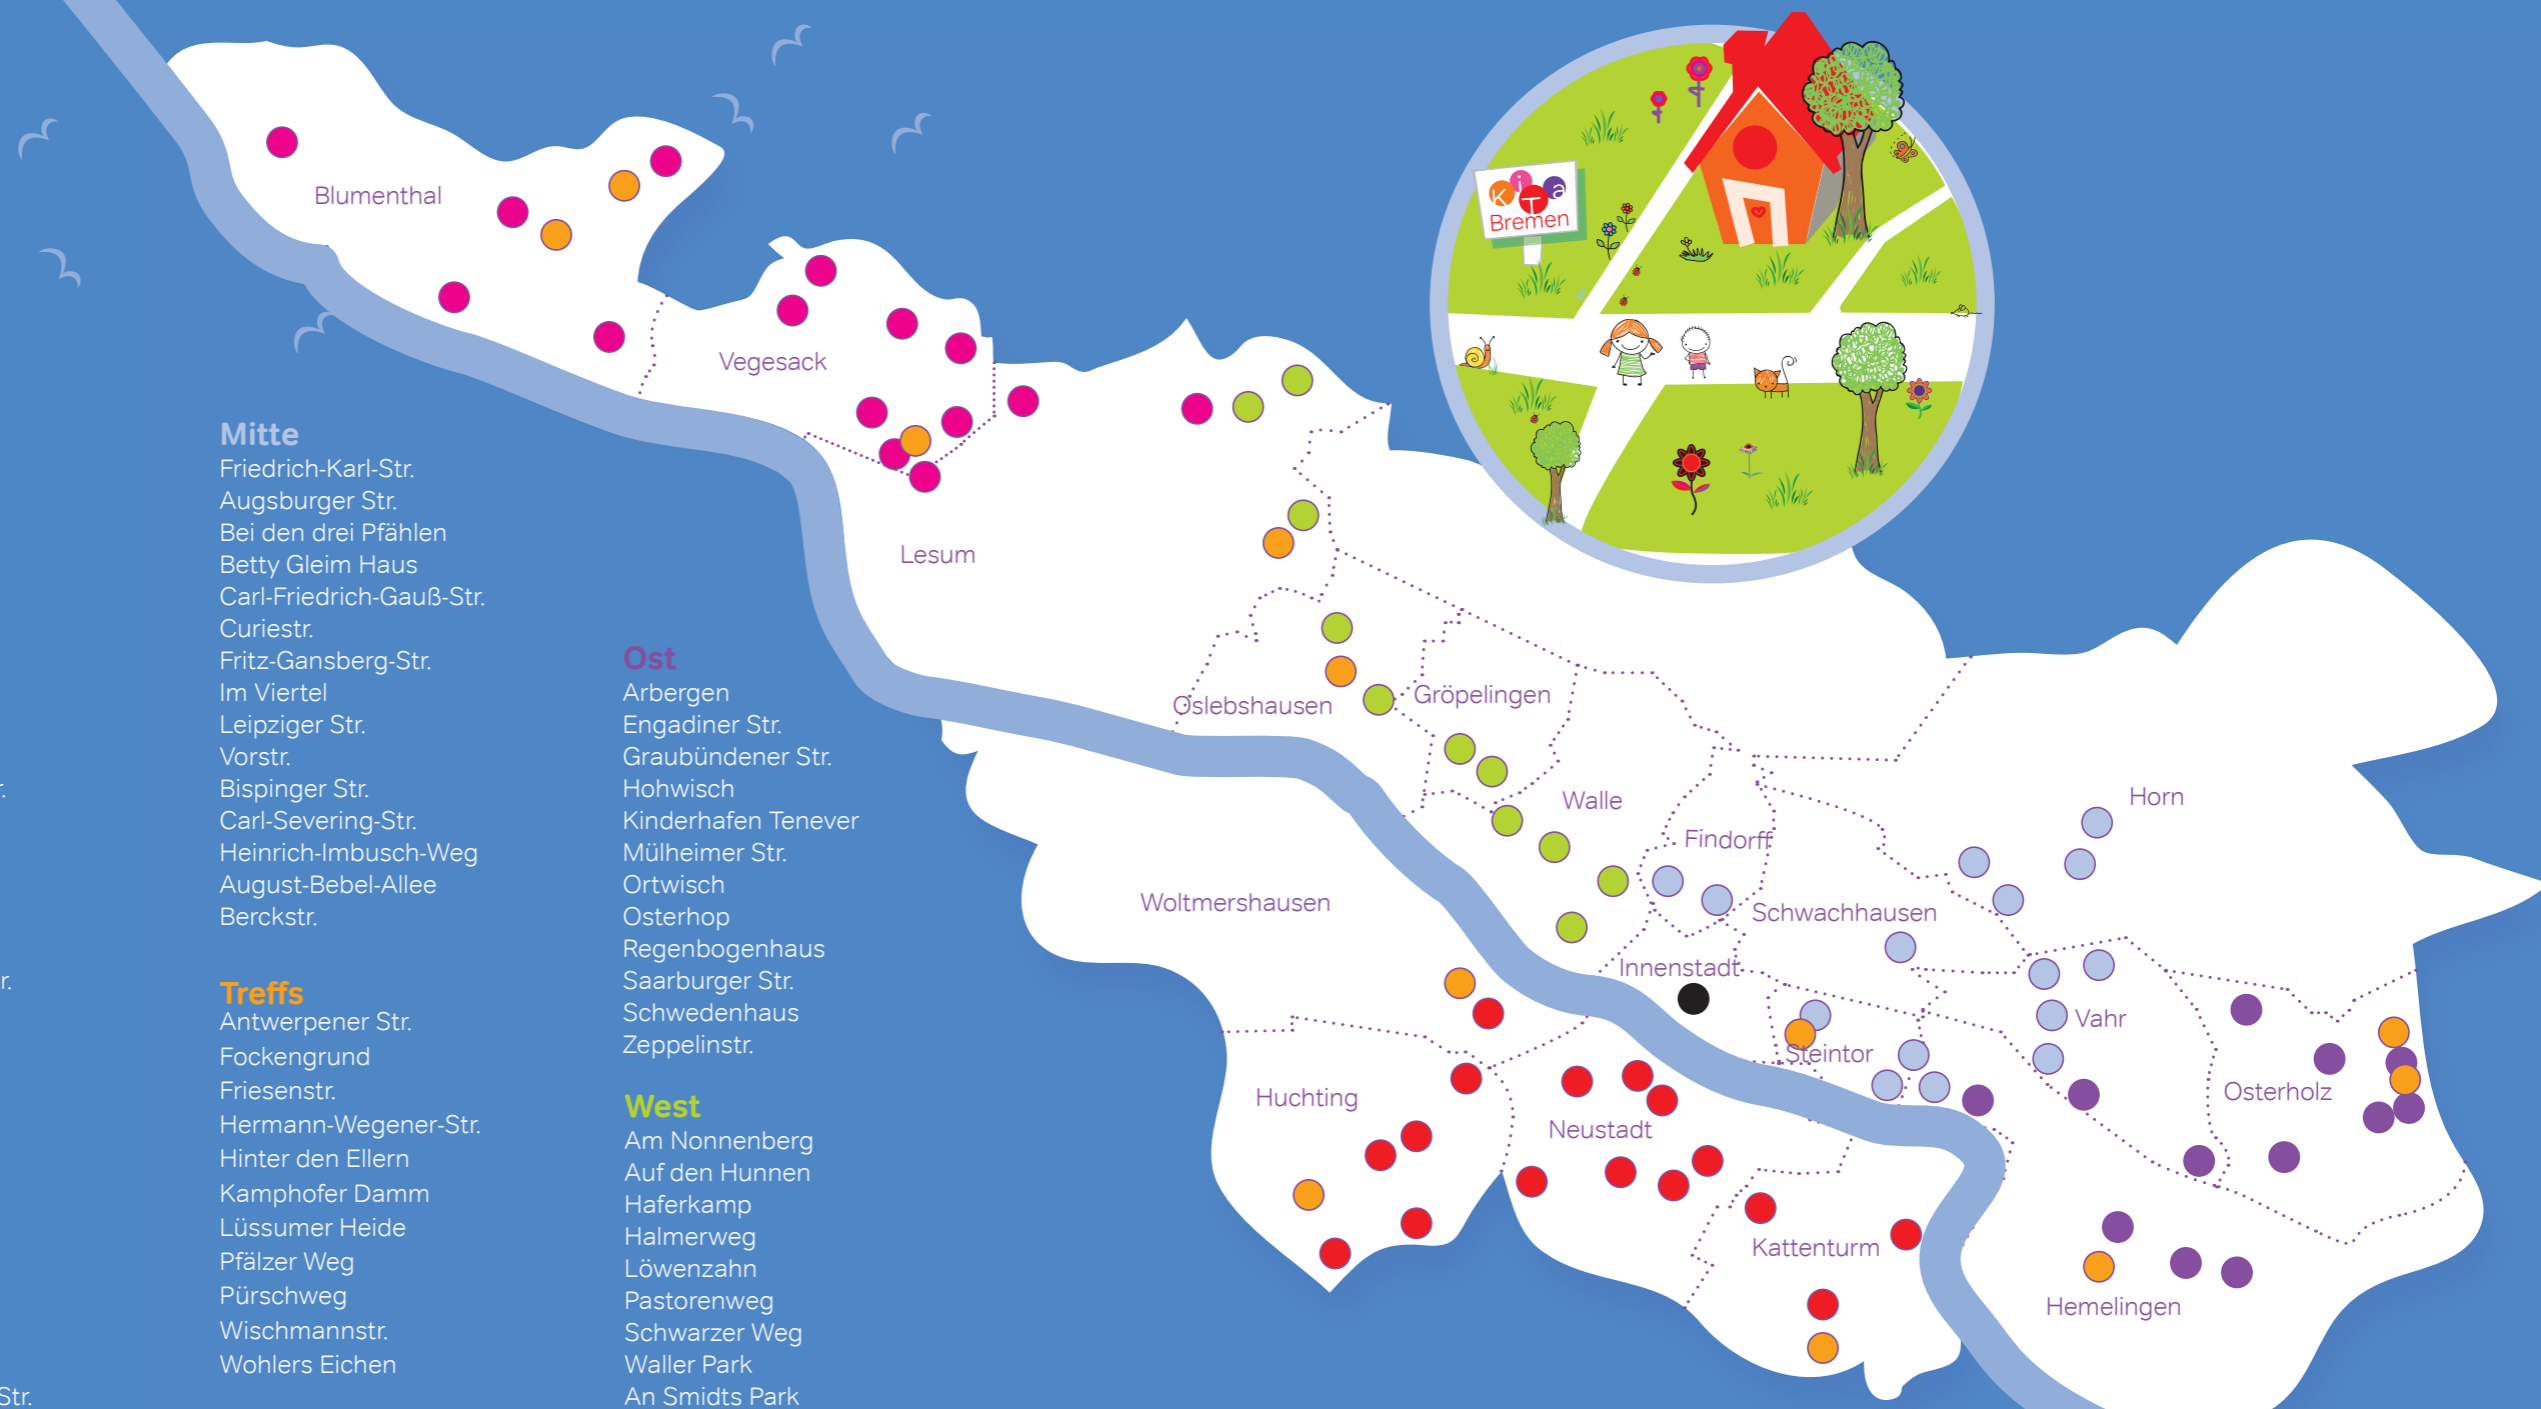 r.
r.
Str.
Mitte
Friedrich-Karl-Str.
Augsburger Str.
Bei den drei Pfählen
Betty Gleim Haus
Carl-Friedrich-Gauß-Str.
Curiestr.
Fritz-Gansberg-Str.
Im Viertel
Leipziger Str.
Vorstr.
Bispinger Str.
Carl-Severing-Str.
Heinrich-Imbusch-Weg
August-Bebel-Allee
Berckstr.
Treffs
Antwerpener Str.
Fockengrund
Friesenstr.
Hermann-Wegener-Str.
Hinter den Ellern
Kamphofer Damm
Lüssumer Heide
Pfälzer Weg
Pürschweg
Wischmannstr.
Wohlers Eichen
Ost
Arbergen
Engadiner Str.
Graubündener Str.
Hohwisch
Kinderhafen Tenever
Mülheimer Str.
Ortwisch
Osterhop
Regenbogenhaus
Saarburger Str.
Schwedenhaus
Zeppelinstr.
West
Am Nonnenberg
Auf den Hunnen
Haferkamp
Halmerweg
Löwenzahn
Pastorenweg
Schwarzer Weg
Waller Park
An Smidts Park
Blumenthal
Vegesack
Lesum
Oslebshausen
Gröpelingen
Walle
Findorff
Horn
Woltmershausen
Schwachhausen
Innenstadt
Vahr
Steintor
Huchting
Neustadt
Osterholz
Kattenturm
Hemelingen
KiTa
Bremen